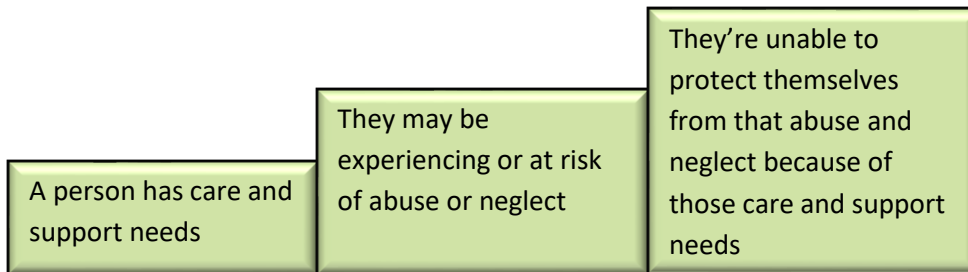 A person has care and
support needs
They may be
experiencing or at risk
of abuse or neglect
They’re unable to
protect themselves
from that abuse and
neglect because of
those care and support
needs